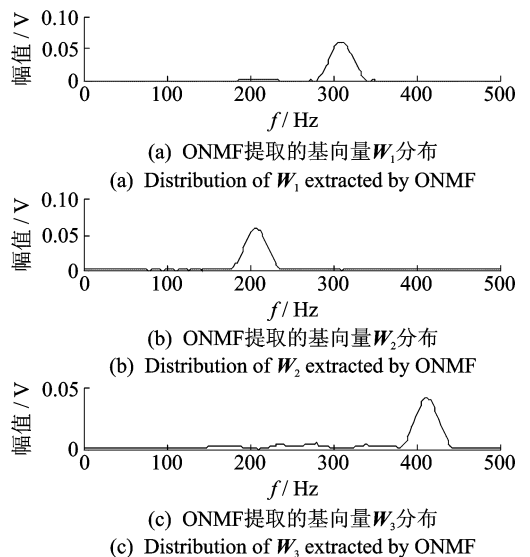 0.10
0.05
0
幅值 / V
0 100 200 300 400 500
f / Hz
(a) ONMF提取的基向量W1分布
(a) Distribution of W1 extracted by ONMF
0.10
0.05
0
幅值 / V
0 100 200 300 400 500
f / Hz
(b) ONMF提取的基向量W2分布
(b) Distribution of W2 extracted by ONMF
0.05
0
幅值 / V
0 100 200 300 400 500
f / Hz
(c) ONMF提取的基向量W3分布
(c) Distribution of W3 extracted by ONMF